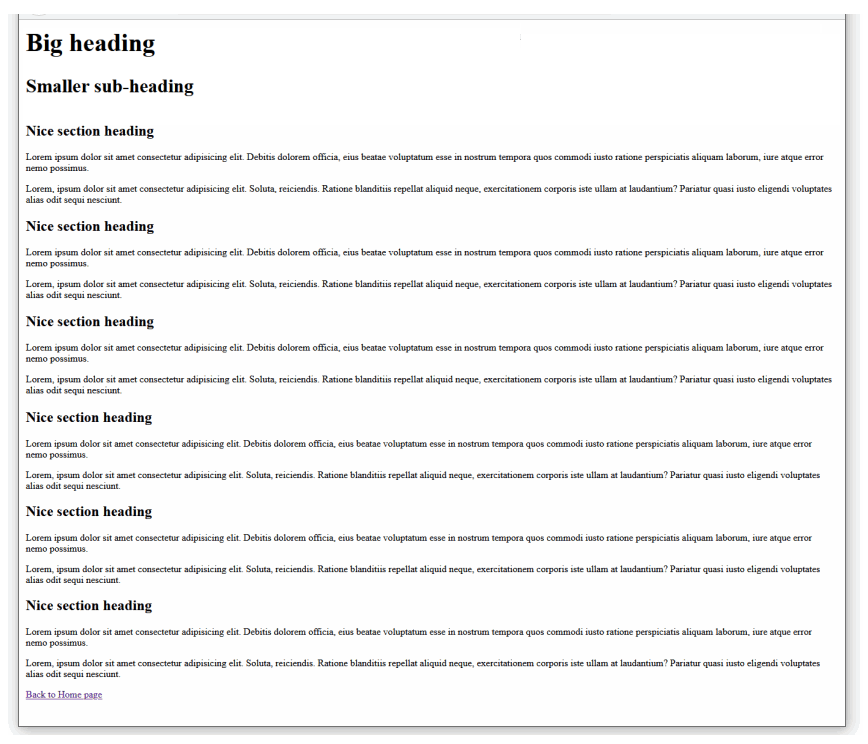 Big heading
Smaller sub-heading
Nice section heading
Lorem ipsum dolor sit amet consectetur adipisicing elit. Debitis dolorem officia, eius beatae voluptatum esse in nostrum tempora quos commodi iusto ratione perspiciatis aliquam laborum, iure atque error
nemo possimus.
Lorem, ipsum dolor sit amet consectetur adipisicing elit. Soluta, reiciendis. Ratione blanditiis repellat aliquid neque, exercitationem corporis iste ullam at laudantium? Pariatur quasi iusto eligendi voluptates
alias odit sequi nesciunt.
Nice section heading
Lorem ipsum dolor sit amet consectetur adipisicing elit. Debitis dolorem officia, eius beatae voluptatum esse in nostrum tempora quos commodi iusto ratione perspiciatis aliquam laborum, iure atque error
nemo possimus.
Lorem, ipsum dolor sit amet consectetur adipisicing elit. Soluta, reiciendis. Ratione blanditiis repellat aliquid neque, exercitationem corporis iste ullam at laudantium? Pariatur quasi iusto eligendi voluptates
alias odit sequi nesciunt.
Nice section heading
Lorem ipsum dolor sit amet consectetur adipisicing elit. Debitis dolorem officia, eius beatae voluptatum esse in nostrum tempora quos commodi iusto ratione perspiciatis aliquam laborum, iure atque error
nemo possimus.
Lorem, ipsum dolor sit amet consectetur adipisicing elit. Soluta, reiciendis. Ratione blanditiis repellat aliquid neque, exercitationem corporis iste ullam at laudantium? Pariatur quasi iusto eligendi voluptates
alias odit sequi nesciunt.
Nice section heading
Lorem ipsum dolor sit amet consectetur adipisicing elit. Debitis dolorem officia, eius beatae voluptatum esse in nostrum tempora quos commodi iusto ratione perspiciatis aliquam laborum, iure atque error
nemo possimus.
Lorem, ipsum dolor sit amet consectetur adipisicing elit. Soluta, reiciendis. Ratione blanditiis repellat aliquid neque, exercitationem corporis iste ullam at laudantium? Pariatur quasi iusto eligendi voluptates
alias odit sequi nesciunt.
Nice section heading
Lorem ipsum dolor sit amet consectetur adipisicing elit. Debitis dolorem officia, eius beatae voluptatum esse in nostrum tempora quos commodi iusto ratione perspiciatis aliquam laborum, iure atque error
nemo possimus.
Lorem, ipsum dolor sit amet consectetur adipisicing elit. Soluta, reiciendis. Ratione blanditiis repellat aliquid neque, exercitationem corporis iste ullam at laudantium? Pariatur quasi iusto eligendi voluptates
alias odit sequi nesciunt.
Nice section heading
Lorem ipsum dolor sit amet consectetur adipisicing elit. Debitis dolorem officia, eius beatae voluptatum esse in nostrum tempora quos commodi iusto ratione perspiciatis aliquam laborum, iure atque error
nemo possimus.
Lorem, ipsum dolor sit amet consectetur adipisicing elit. Soluta, reiciendis. Ratione blanditiis repellat aliquid neque, exercitationem corporis iste ullam at laudantium? Pariatur quasi iusto eligendi voluptates
alias odit sequi nesciunt.
Back to Home page